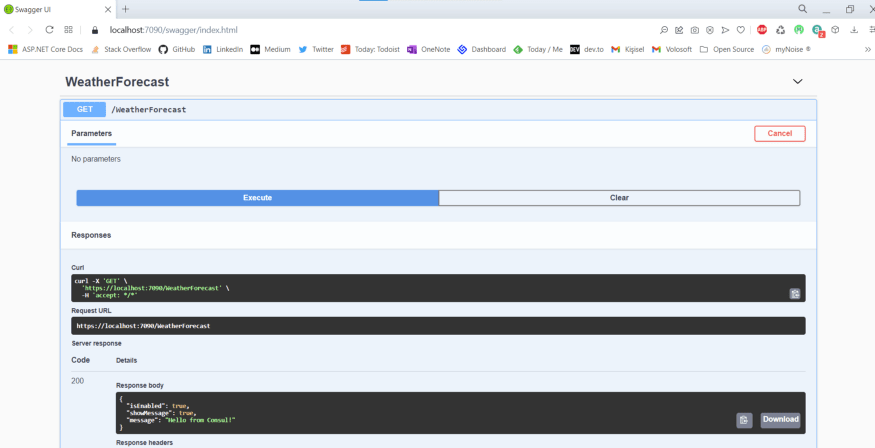 Swagger UI
localhost:7090/swagger/index.html
ASP.NET Core Docs Stack Overflow GitHub LinkedIn Medium Twitter Today: Todoist OneNote Dashboard Today / Me dev.to Kişisel Volosoft Open Source myNoise ®
WeatherForecast
GET /WeatherForecast
Parameters Cancel
No parameters
Execute Clear
Responses
Curl
curl -X 'GET' \
'https://localhost:7090/WeatherForecast' \
-H 'accept: */*'
Request URL
https://localhost:7090/WeatherForecast
Server response
Code Details
200
Response body
{
"isEnabled": true,
"showMessage": true,
"message": "Hello from Consul!"
}
Download
Response headers